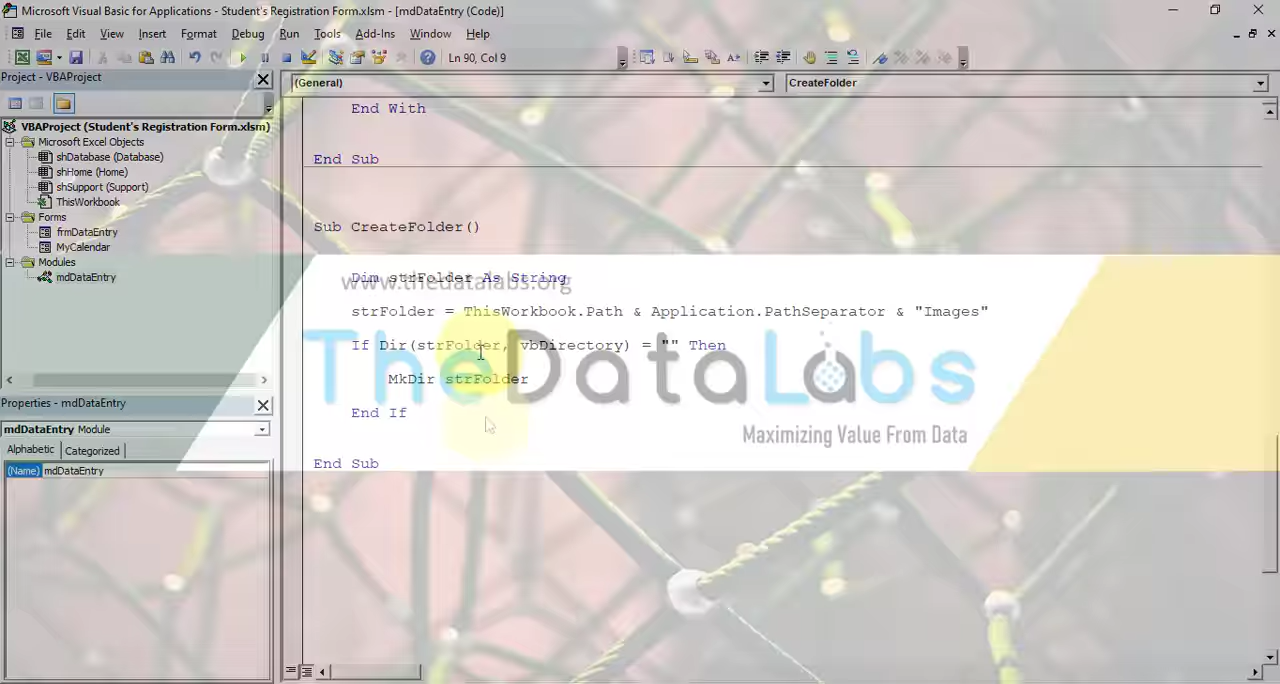 Microsoft Visual Basic for Applications - Student's Registration Form.xlsm - [mdDataEntry (Code)]
File Edit View Insert Format Debug Run Tools Add-Ins Window Help
Ln 90, Col 9
Project - VBAProject
(General)
CreateFolder
VBAProject (Student's Registration Form.xlsm)
Microsoft Excel Objects
shDatabase (Database)
shHome (Home)
shSupport (Support)
ThisWorkbook
Forms
frmDataEntry
MyCalendar
Modules
mdDataEntry
Properties - mdDataEntry
mdDataEntry Module
Alphabetic Categorized
(Name) mdDataEntry
End With
End Sub
Sub CreateFolder()
Dim strFolder As String
www.thedatalabs.org
strFolder = ThisWorkbook.Path & Application.PathSeparator & "Images"
If Dir(strFolder, vbDirectory) = "" Then
TheDataLabs
MkDir strFolder
End If
Maximizing Value From Data
End Sub